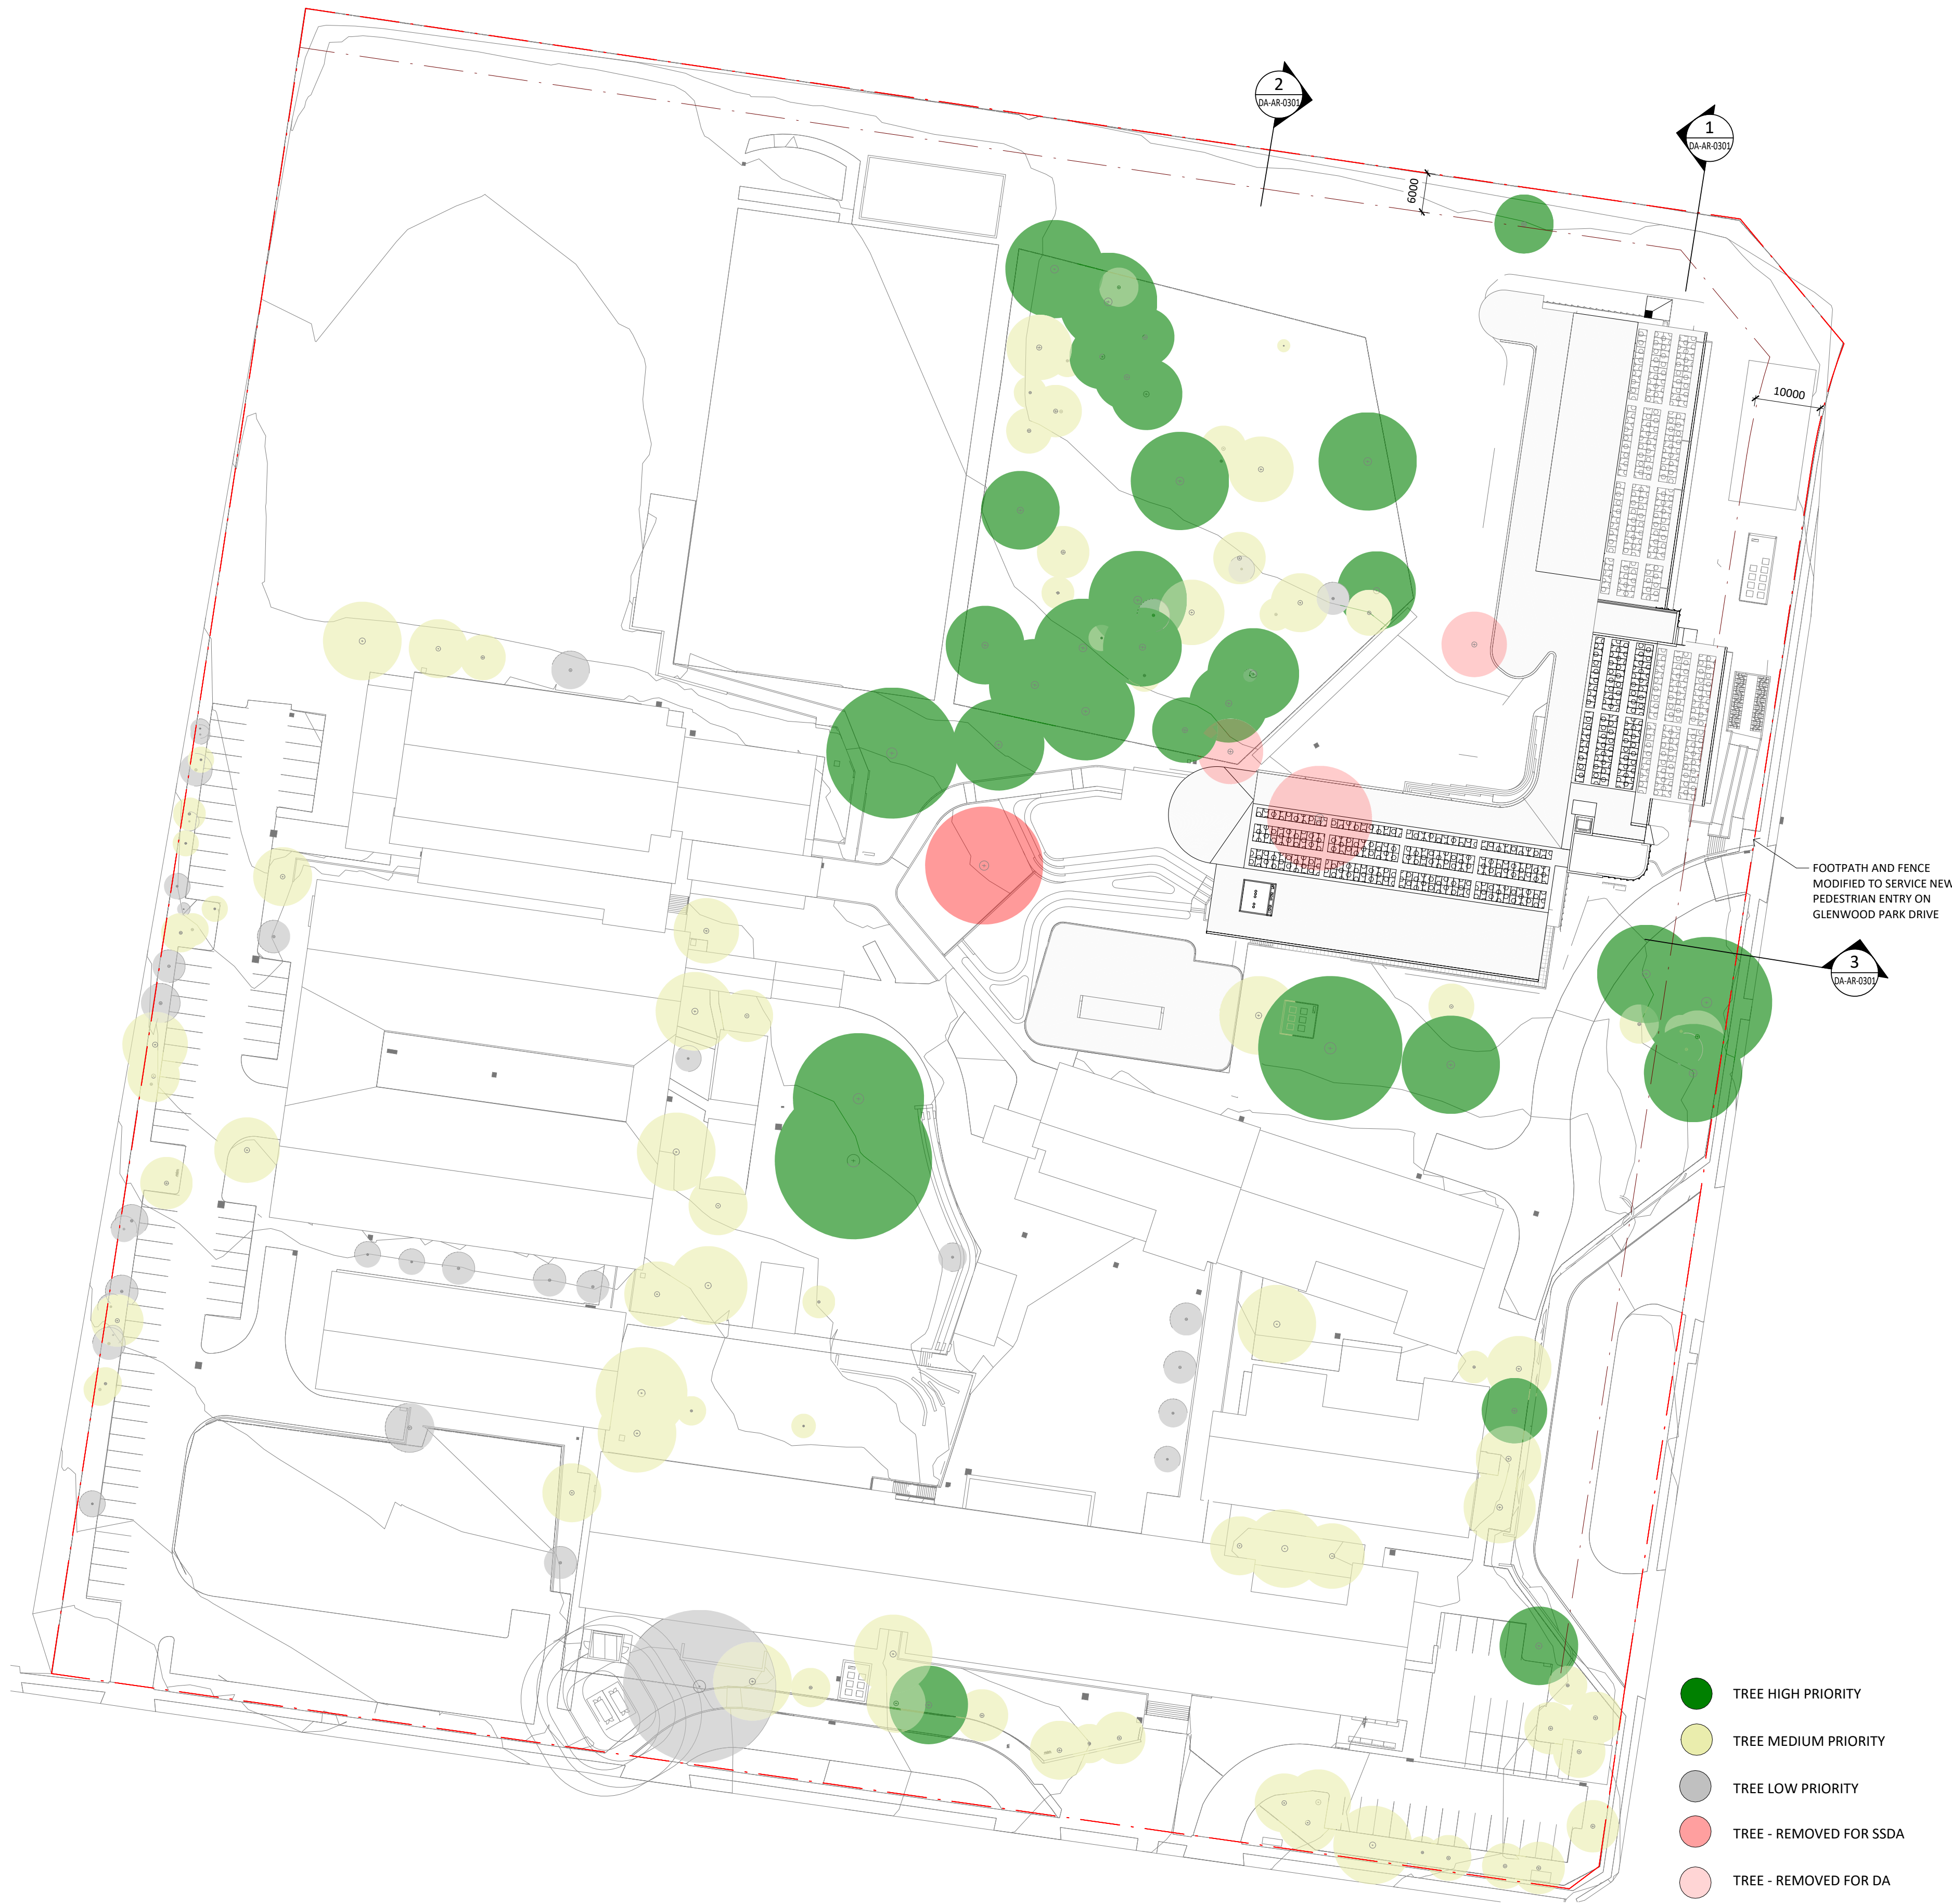 2
DA-AR-0301
1
DA-AR-0301
6000
10000
FOOTPATH AND FENCE
MODIFIED TO SERVICE NEW
PEDESTRIAN ENTRY ON
GLENWOOD PARK DRIVE
3
DA-AR-0301
TREE HIGH PRIORITY
TREE MEDIUM PRIORITY
TREE LOW PRIORITY
TREE - REMOVED FOR SSDA
TREE - REMOVED FOR DA